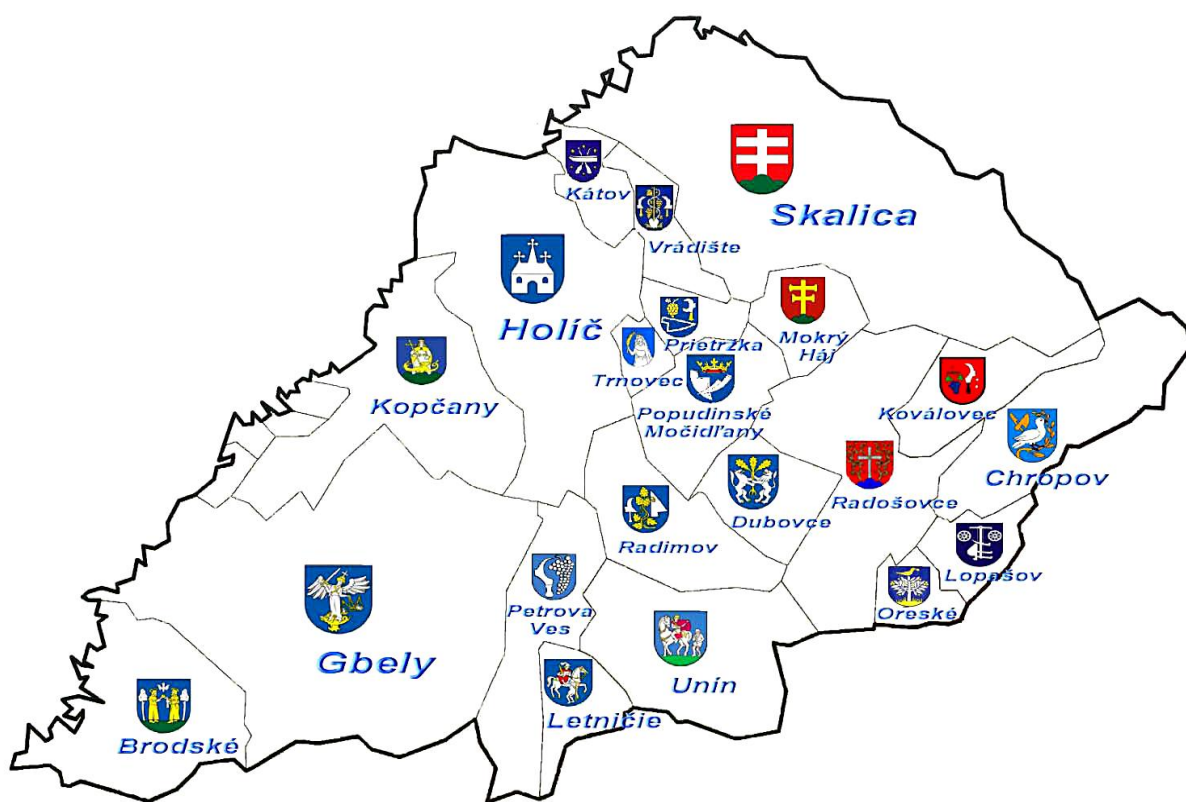 Kátov
Skalica
Vrádište
Holíč
Prietržka
Mokrý
Háj
Trnovec
Kopčany
Popudinské
Močidľany
Koválovec
Chropov
Radošovce
Dubovce
Radimov
Lopašov
Oreské
Petrova
Ves
Gbely
Unín
Letničie
Brodské